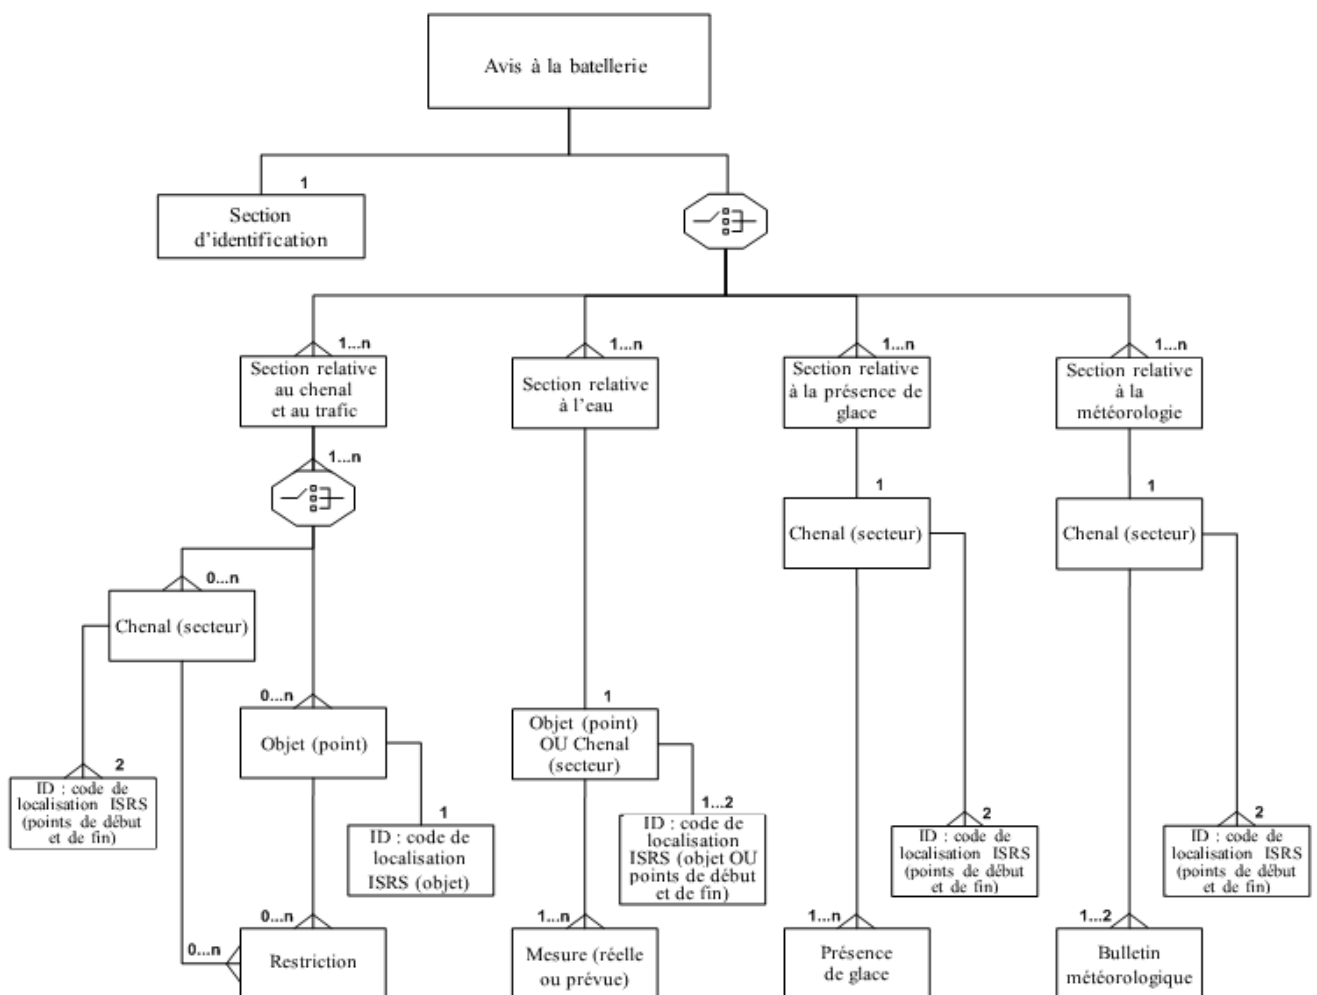 Avis à la batellerie
1
Section
d'identification
1...n
1...n
1...n
1...n
Section relative
au chenal
et au trafic
Section relative
à l'eau
Section relative
à la présence de
glace
Section relative
à la
météorologie
1...n
1
1
Chenal (secteur)
Chenal (secteur)
0...n
Chenal (secteur)
0...n
1
Objet (point)
Objet (point)
OU Chenal
(secteur)
2
ID : code de
localisation ISRS
(points de début
et de fin)
1
ID : code de
localisation
ISRS (objet)
1...2
ID : code de
localisation
ISRS (objet OU
points de début
et de fin)
2
ID : code de
localisation ISRS
(points de début
et de fin)
2
ID : code de
localisation ISRS
(points de début
et de fin)
0...n
0...n
1...n
1...n
1...2
Restriction
Mesure (réelle
ou prévue)
Présence
de glace
Bulletin
météorologique